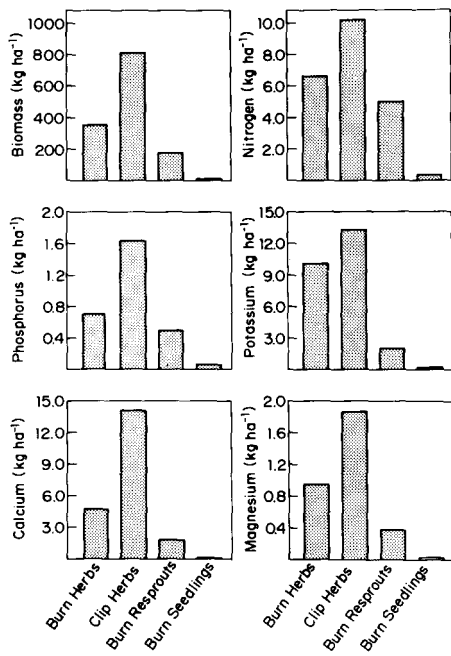 Biomass (kg ha⁻¹)
1000
800
600
400
200
Nitrogen (kg ha⁻¹)
10.0
8.0
6.0
4.0
2.0
Phosphorus (kg ha⁻¹)
2.0
1.6
1.2
0.8
0.4
Potassium (kg ha⁻¹)
15.0
12.0
9.0
6.0
3.0
Calcium (kg ha⁻¹)
15.0
12.0
9.0
6.0
3.0
Magnesium (kg ha⁻¹)
2.0
1.6
1.2
0.8
0.4
Burn Herbs
Clip Herbs
Burn Resprouts
Burn Seedlings
Burn Herbs
Clip Herbs
Burn Resprouts
Burn Seedlings